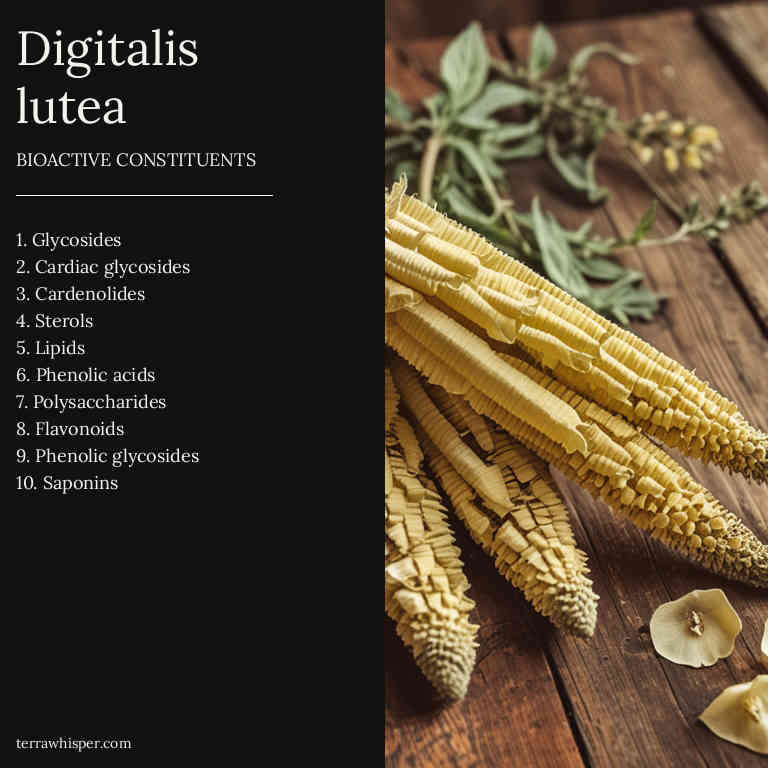 Digitalis
lutea
BIOACTIVE CONSTITUENTS
1. Glycosides
2. Cardiac glycosides
3. Cardenolides
4. Sterols
5. Lipids
6. Phenolic acids
7. Polysaccharides
8. Flavonoids
9. Phenolic glycosides
10. Saponins
terrawhisper.com